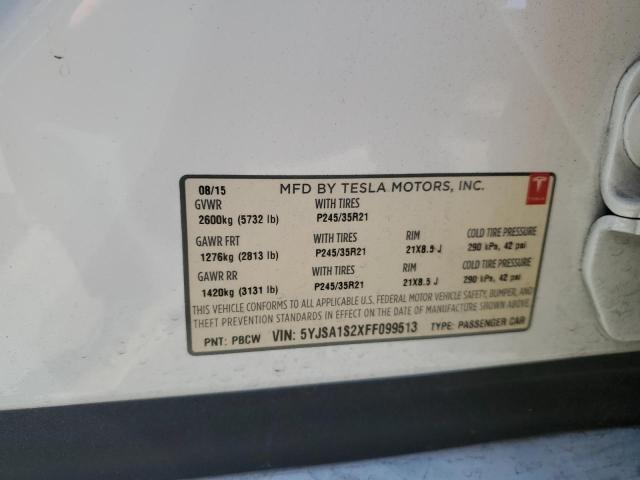 08/15 MFD BY TESLA MOTORS, INC. TESLA
GVWR WITH TIRES
2600kg (5732 lb) P245/35R21
GAWR FRT WITH TIRES RIM COLD TIRE PRESSURE
1276kg (2813 lb) P245/35R21 21X8.5 J 290 kPa, 42 psi
GAWR RR WITH TIRES RIM COLD TIRE PRESSURE
1420kg (3131 lb) P245/35R21 21X8.5 J 290 kPa, 42 psi
THIS VEHICLE CONFORMS TO ALL APPLICABLE U.S. FEDERAL MOTOR VEHICLE SAFETY, BUMPER, AND
THEFT PREVENTION STANDARDS IN EFFECT ON THE DATE OF MANUFACTURE SHOWN ABOVE.
PNT: PBCW VIN: 5YJSA1S2XFF099513 TYPE: PASSENGER CAR